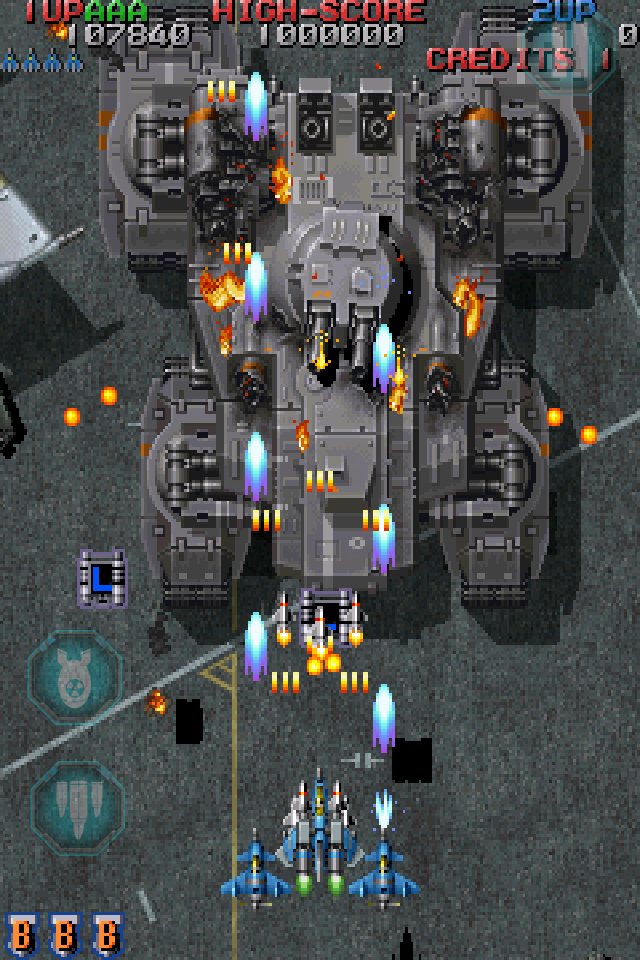 1UPAAA HIGH-SCORE 2UP
107840 1000000 0
CREDITS 1
L
B B B